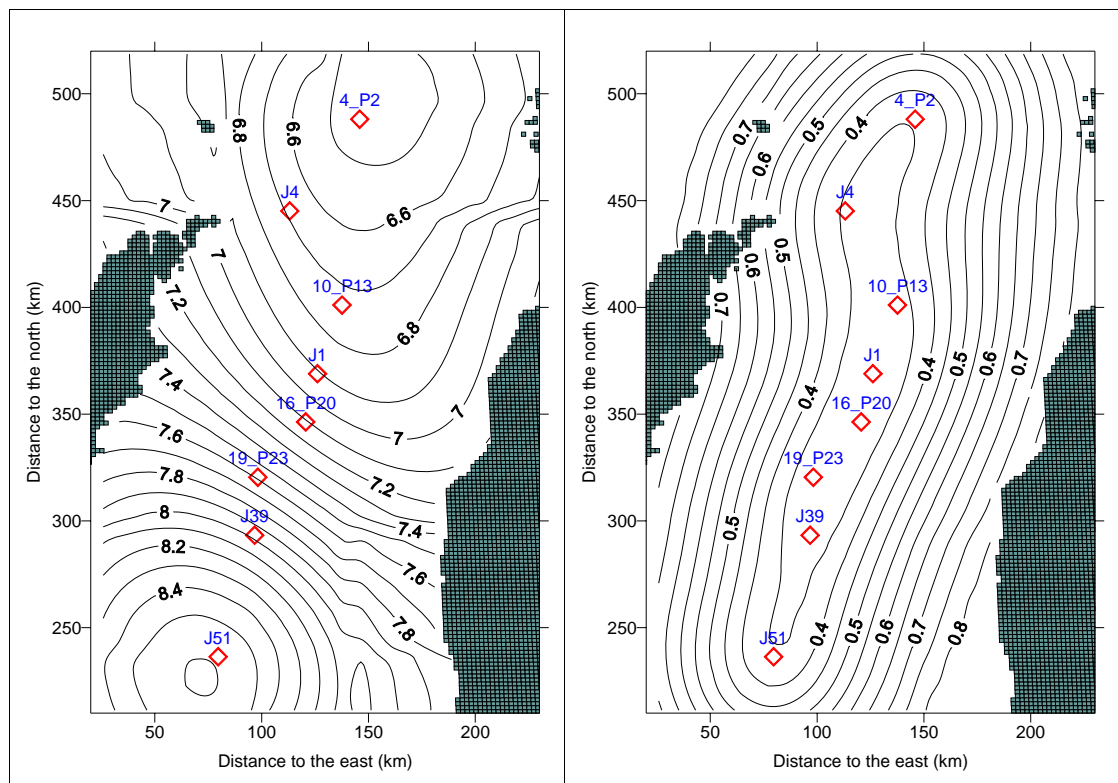 500
450
400
350
300
250
50
100
150
200
Distance to the north (km)
Distance to the east (km)
4_P2
J4
10_P13
J1
16_P20
19_P23
J39
J51
6.8
6.6
6.6
7
7
7.2
6.8
7.4
7
7
7.6
7.2
7.8
7.4
8
8.2
7.6
8.4
7.8
500
450
400
350
300
250
50
100
150
200
Distance to the north (km)
Distance to the east (km)
4_P2
J4
10_P13
J1
16_P20
19_P23
J39
J51
0.7
0.5
0.4
0.6
0.5
0.6
0.7
0.4
0.4
0.5
0.6
0.7
0.5
0.4
0.5
0.6
0.7
0.8